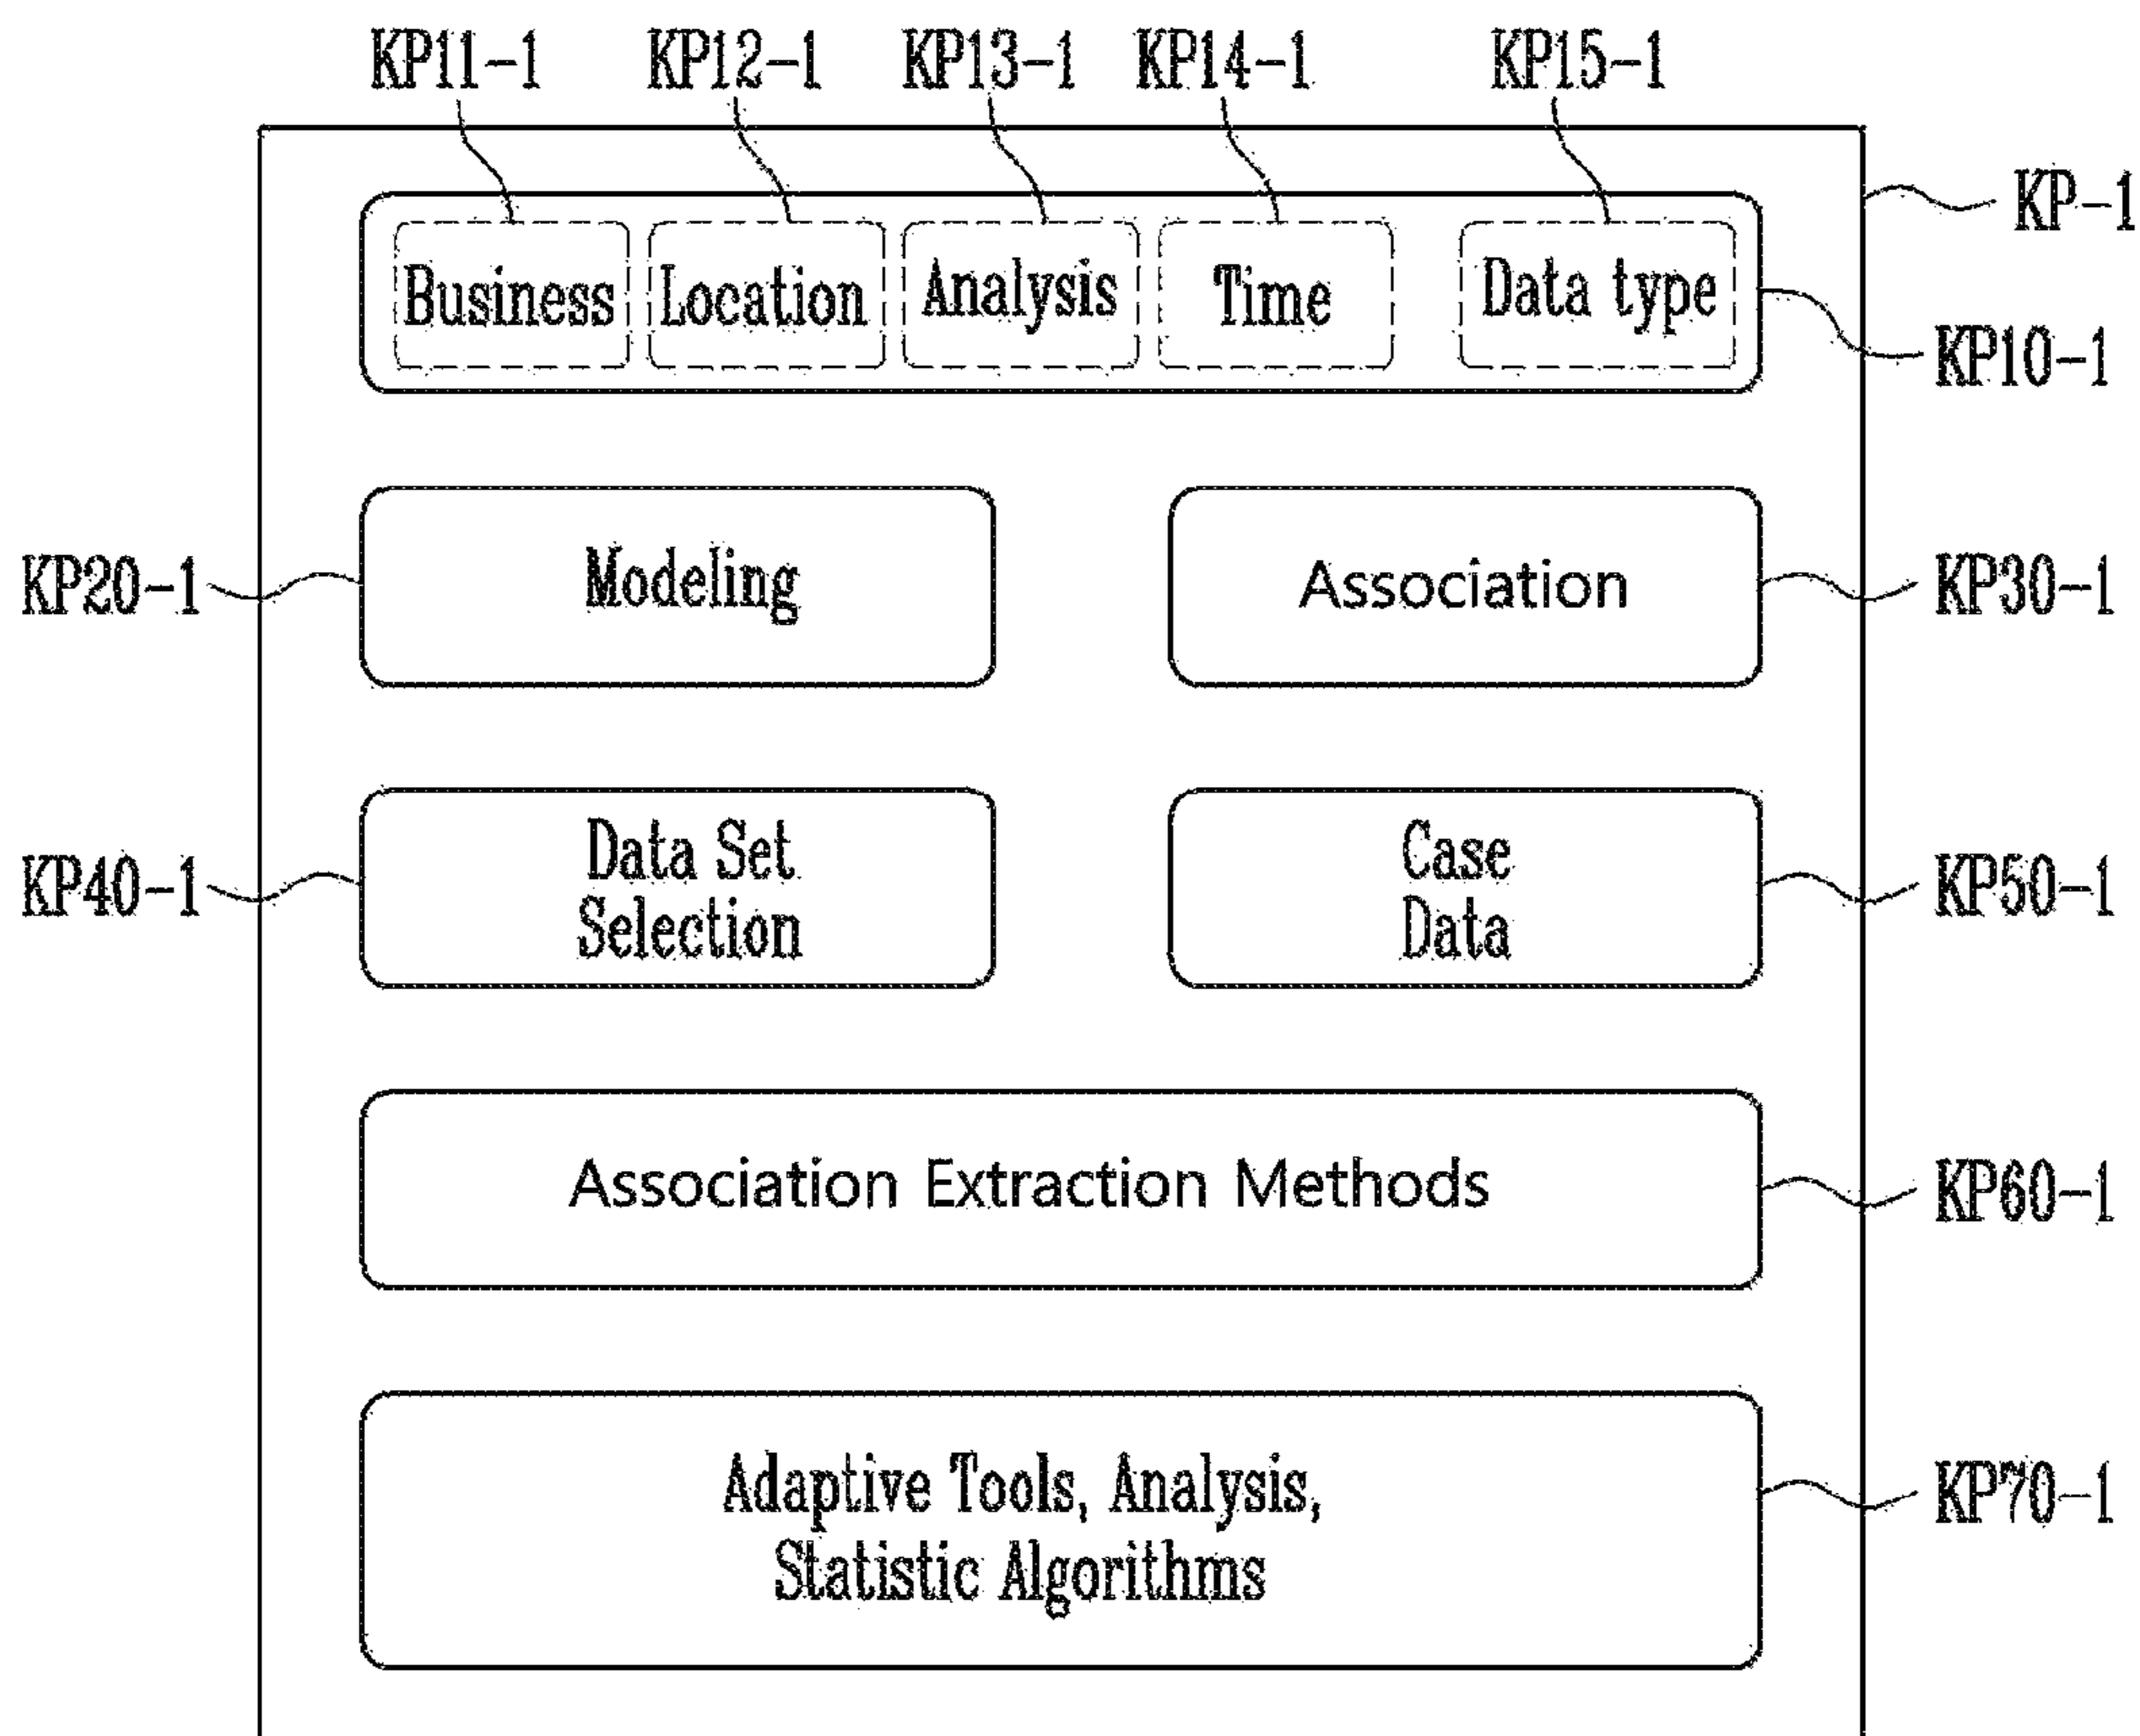 KP11-1 KP12-1 KP13-1 KP14-1 KP15-1
KP-1
Business Location Analysis Time Data type
KP10-1
KP20-1 Modeling Association KP30-1
Data Set
Selection
KP40-1
Case
Data
KP50-1
Association Extraction Methods KP60-1
Adaptive Tools, Analysis,
Statistic Algorithms
KP70-1